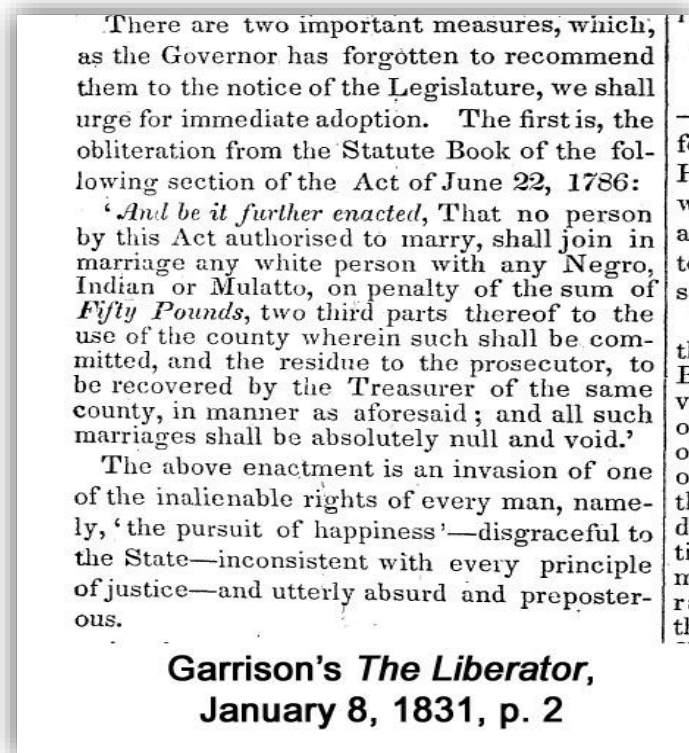 There are two important measures, which,
as the Governor has forgotten to recommend
them to the notice of the Legislature, we shall
urge for immediate adoption. The first is, the
obliteration from the Statute Book of the fol-
lowing section of the Act of June 22, 1786:
‘And be it further enacted, That no person
by this Act authorised to marry, shall join in
marriage any white person with any Negro,
Indian or Mulatto, on penalty of the sum of
Fifty Pounds, two third parts thereof to the
use of the county wherein such shall be com-
mitted, and the residue to the prosecutor, to
be recovered by the Treasurer of the same
county, in manner as aforesaid; and all such
marriages shall be absolutely null and void.’
The above enactment is an invasion of one
of the inalienable rights of every man, name-
ly, ‘the pursuit of happiness’—disgraceful to
the State—inconsistent with every principle
of justice—and utterly absurd and preposter-
ous.
Garrison’s The Liberator,
January 8, 1831, p. 2